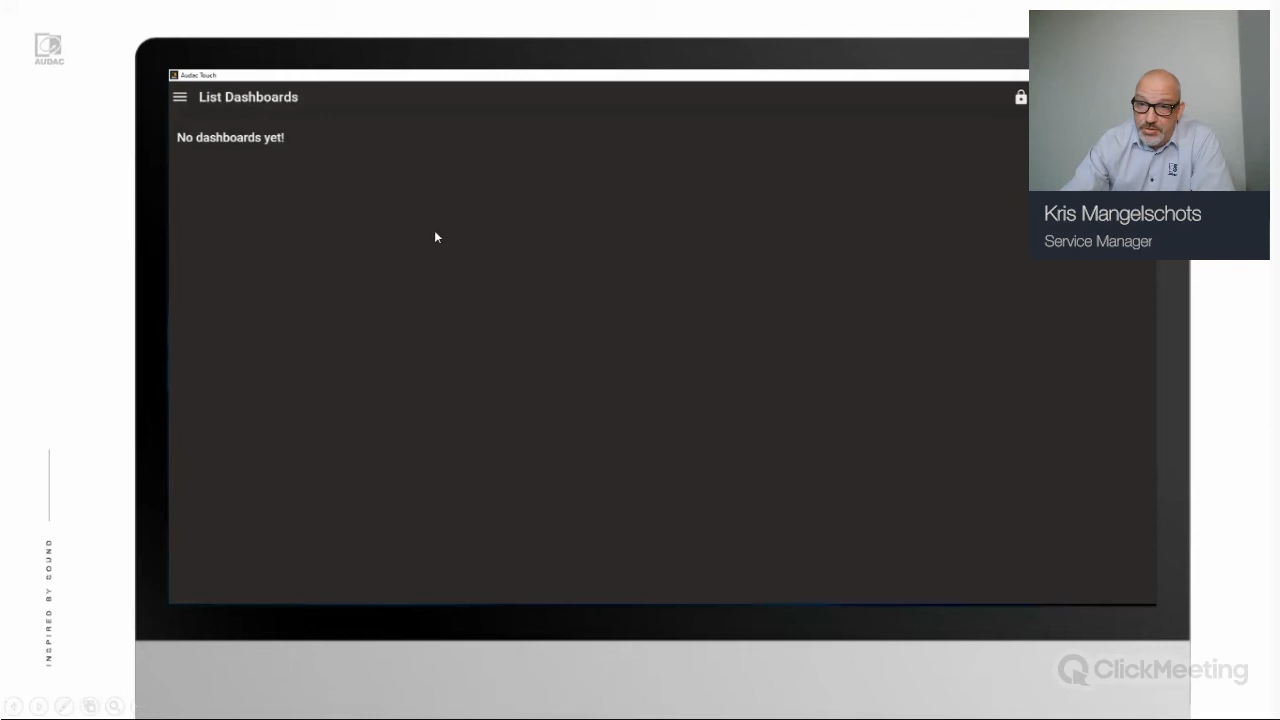 AUDAC
Audac Touch
List Dashboards
No dashboards yet!
Kris Mangelschots
Service Manager
INSPIRED BY SOUND
ClickMeeting